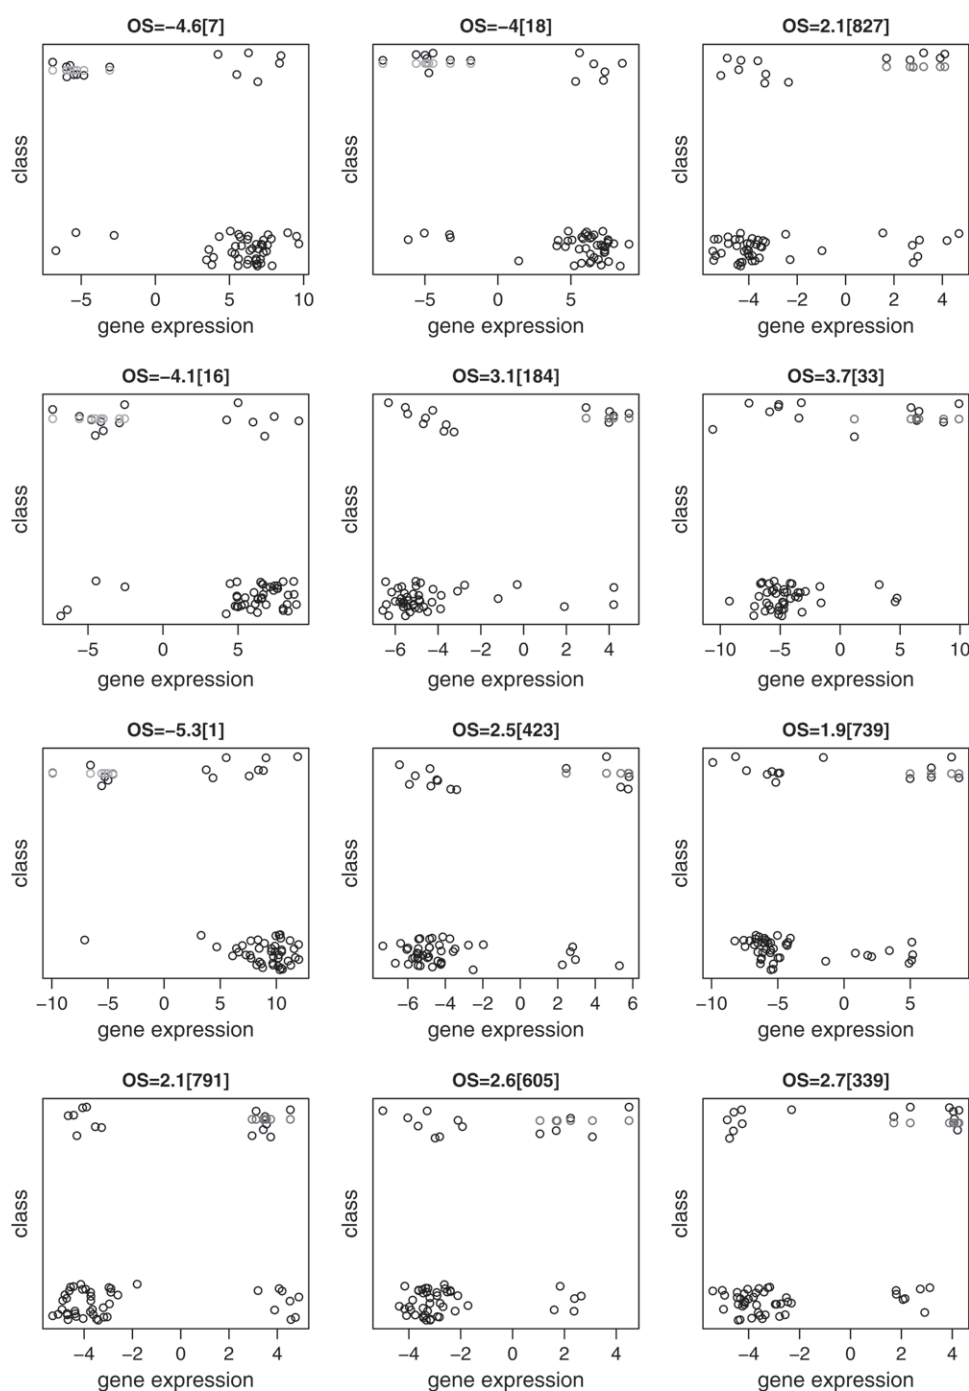 OS=−4.6[7] OS=−4[18] OS=2.1[827]
class class class
−5 0 5 10 −5 0 5 −4 −2 0 2 4
gene expression gene expression gene expression
OS=−4.1[16] OS=3.1[184] OS=3.7[33]
class class class
−5 0 5 −6 −4 −2 0 2 4 −10 −5 0 5 10
gene expression gene expression gene expression
OS=−5.3[1] OS=2.5[423] OS=1.9[739]
class class class
−10 −5 0 5 10 −6 −4 −2 0 2 4 6 −10 −5 0 5
gene expression gene expression gene expression
OS=2.1[791] OS=2.6[605] OS=2.7[339]
class class class
−4 −2 0 2 4 −4 −2 0 2 4 −4 −2 0 2 4
gene expression gene expression gene expression